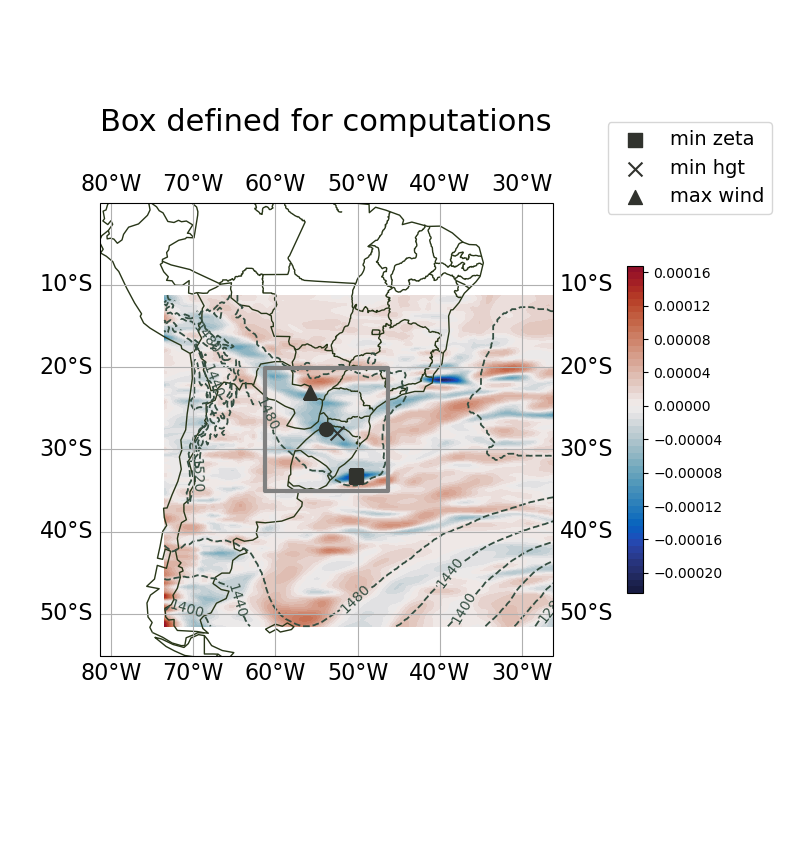 Box defined for computations
min zeta
min hgt
max wind
80°W 70°W 60°W 50°W 40°W 30°W
10°S 10°S
20°S 20°S
30°S 30°S
40°S 40°S
50°S 50°S
80°W 70°W 60°W 50°W 40°W 30°W
0.00016
0.00012
0.00008
0.00004
0.00000
−0.00004
−0.00008
−0.00012
−0.00016
−0.00020
1480
1520
1400
1440
1480
1440
1400